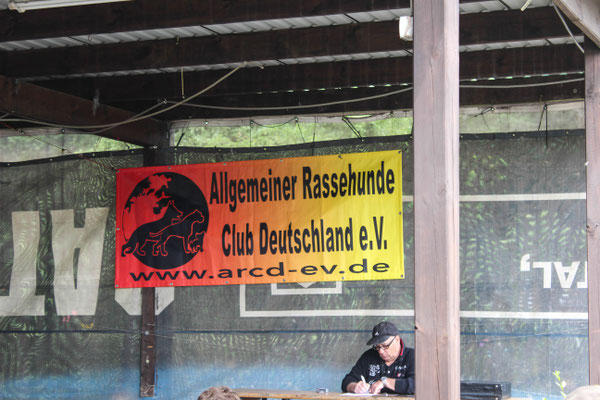 Allgemeiner Rassehunde
Club Deutschland e.V.
www.arcd-ev.de